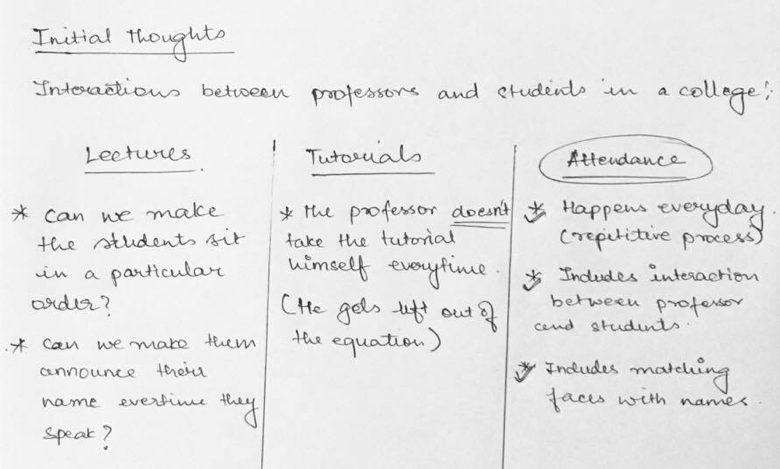 Initial thoughts
Interactions between professors and students in a college:
Lectures
* Can we make
the students sit
in a particular
order?
* Can we make them
announce their
name evertime they
speak?
Tutorials
* the professor doesn't
take the tutorial
himself everytime.
(He gets left out of
the equation)
Attendance
* Happens everyday.
(repititive process)
* Includes interaction
between professor
and students.
* Includes matching
faces with names.